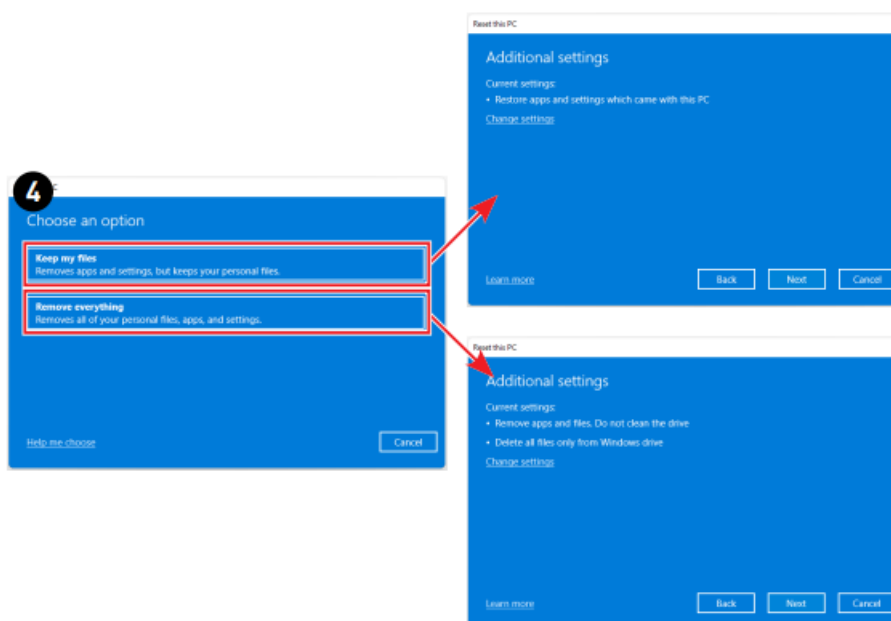 4
Choose an option
Keep my files
Removes apps and settings, but keeps your personal files.
Remove everything
Removes all of your personal files, apps, and settings.
Help me choose
Cancel
Reset this PC
Additional settings
Current settings:
• Restore apps and settings which came with this PC
Change settings
Learn more
Back
Next
Cancel
Reset this PC
Additional settings
Current settings:
• Remove apps and files. Do not clean the drive
• Delete all files only from Windows drive
Change settings
Learn more
Back
Next
Cancel